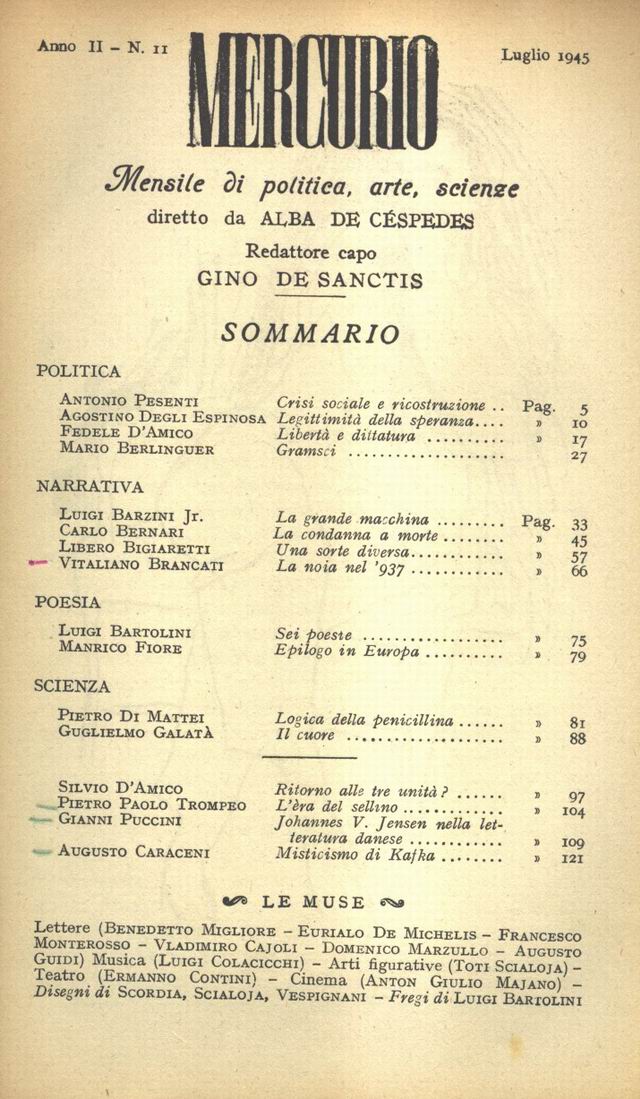 Anno II – N. 11
MERCURIO
Luglio 1945
Mensile di politica, arte, scienze
diretto da ALBA DE CÉSPEDES
Redattore capo
GINO DE SANCTIS
SOMMARIO
POLITICA
ANTONIO PESENTI Crisi sociale e ricostruzione .. Pag. 5
AGOSTINO DEGLI ESPINOSA Legittimità della speranza.... » 10
FEDELE D'AMICO Libertà e dittatura .......... » 17
MARIO BERLINGUER Gramsci .................... 27
NARRATIVA
LUIGI BARZINI Jr. La grande macchina ......... Pag. 33
CARLO BERNARI La condanna a morte ........ » 45
LIBERO BIGIARETTI Una sorte diversa............ » 57
VITALIANO BRANCATI La noia nel '937 ............ » 66
POESIA
LUIGI BARTOLINI Sei poesie .................. » 75
MANRICO FIORE Epilogo in Europa .......... » 79
SCIENZA
PIETRO DI MATTEI Logica della penicillina ...... » 81
GUGLIELMO GALATÀ Il cuore .................... » 88
SILVIO D'AMICO Ritorno alle tre unità? ...... » 97
PIETRO PAOLO TROMPEO L'èra del sellino ............. » 104
GIANNI PUCCINI Johannes V. Jensen nella let-
teratura danese ............ » 109
AUGUSTO CARACENI Misticismo di Kafka ........ » 121
LE MUSE
Lettere (BENEDETTO MIGLIORE – EURIALO DE MICHELIS – FRANCESCO
MONTEROSSO – VLADIMIRO CAJOLI – DOMENICO MARZULLO – AUGUSTO
GUIDI) Musica (LUIGI COLACICCHI) – Arti figurative (TOTI SCIALOJA) –
Teatro (ERMANNO CONTINI) – Cinema (ANTON GIULIO MAJANO) –
Disegni di SCORDIA, SCIALOJA, VESPIGNANI – Fregi di LUIGI BARTOLINI